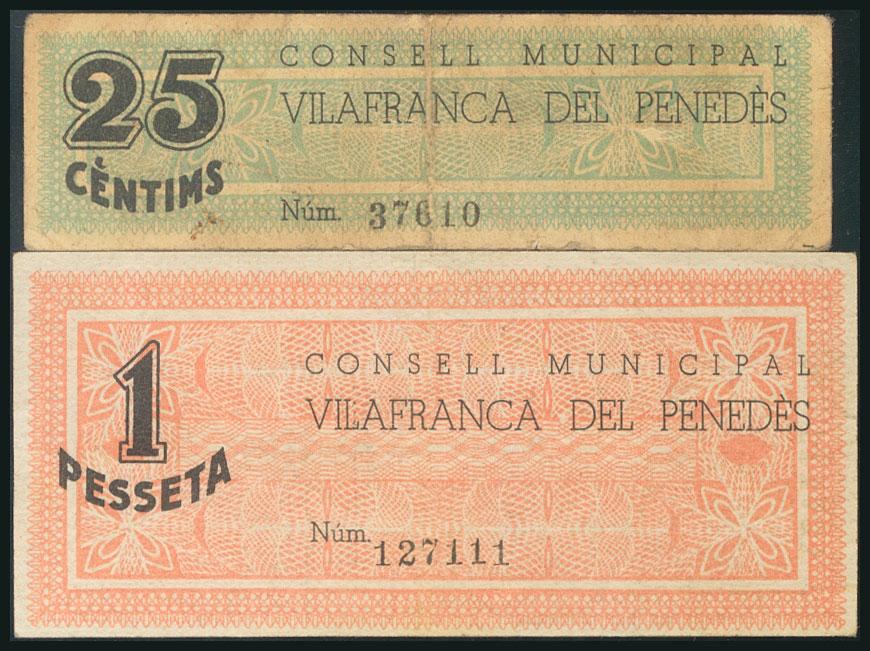 25
CÈNTIMS
CONSELL MUNICIPAL
VILAFRANCA DEL PENEDÈS
Núm. 37610
1
PESSETA
CONSELL MUNICIPAL
VILAFRANCA DEL PENEDÈS
Núm. 127111